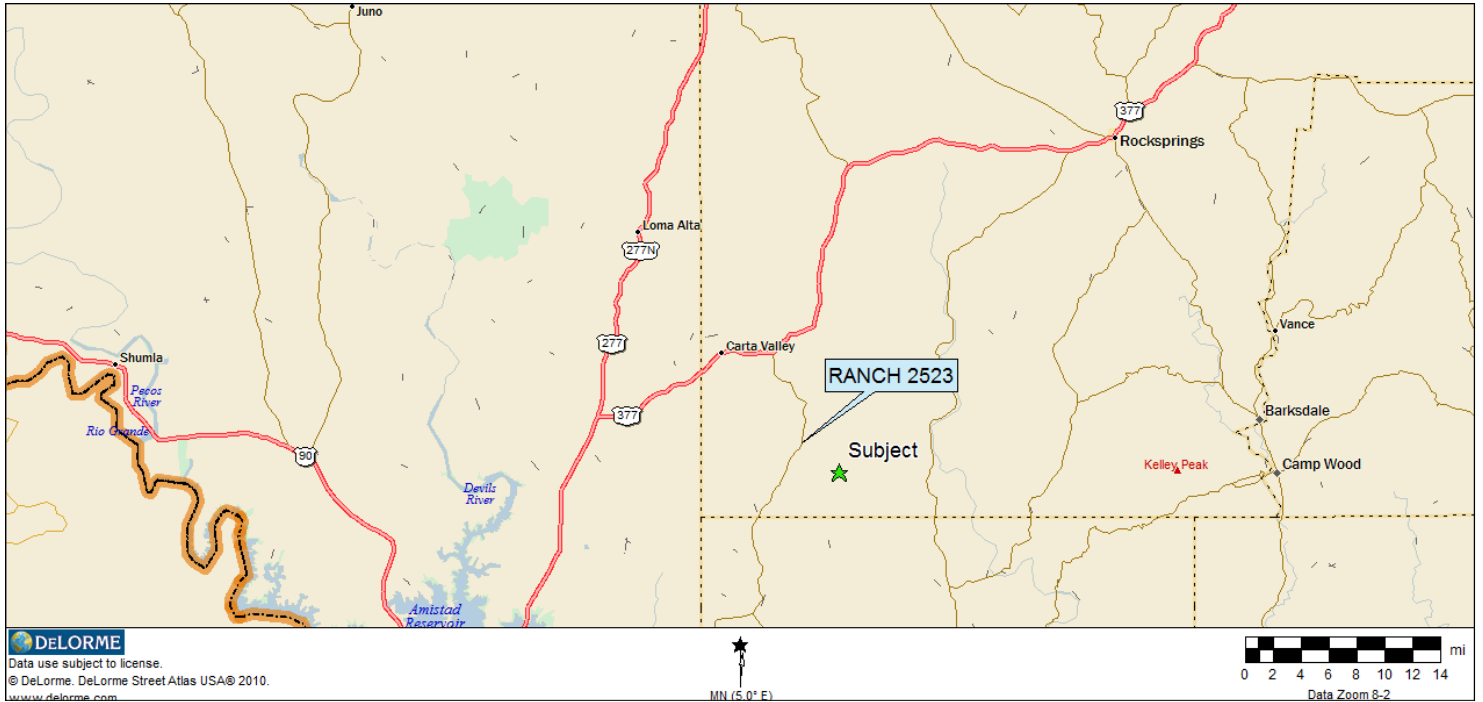 Juno
377
Rocksprings
Loma Alta
277N
Vance
277
Carta Valley
Shumla
RANCH 2523
Pecos
River
377
Barksdale
Rio Grande
Subject
90
Kelley Peak
Camp Wood
Devils
River
Amistad
Reservoir
DELORME
Data use subject to license.
© DeLorme. DeLorme Street Atlas USA® 2010.
www.delorme.com
MN (5.0° E)
mi
0 2 4 6 8 10 12 14
Data Zoom 8-2